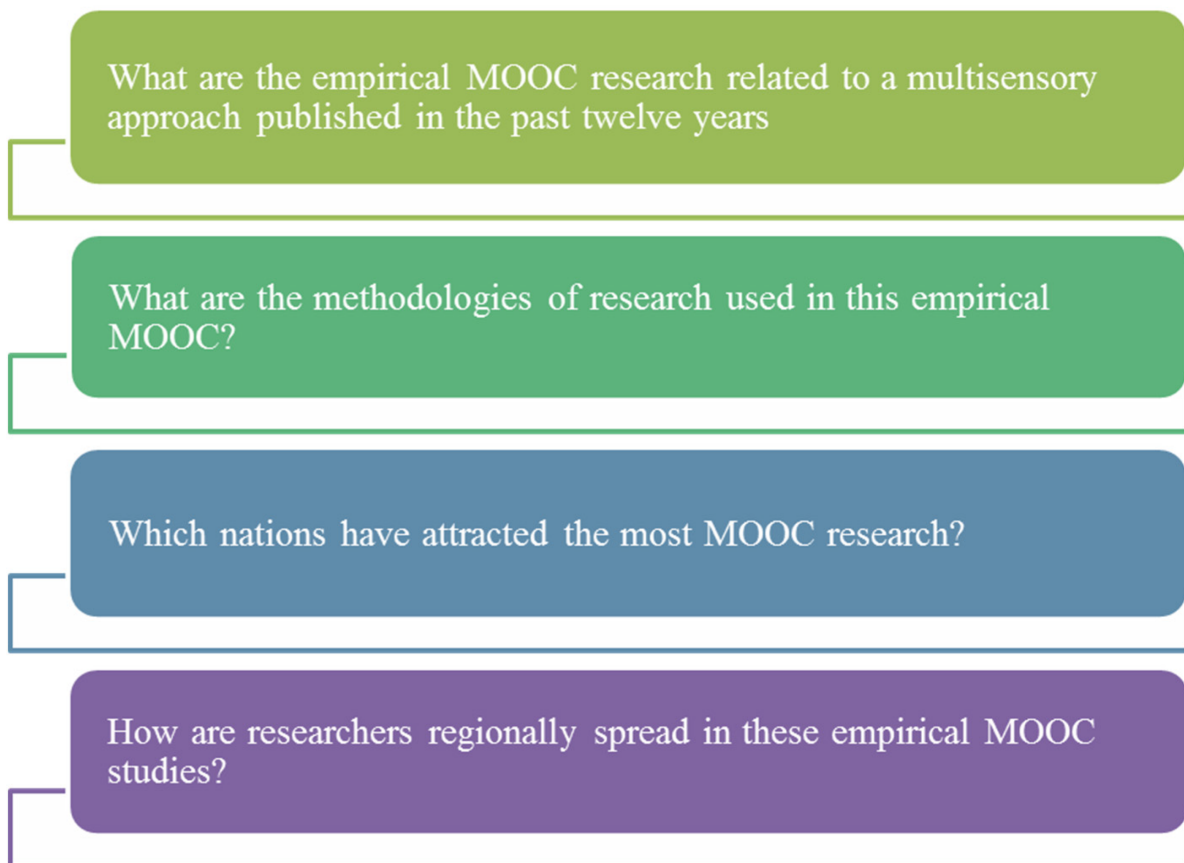 What are the empirical MOOC research related to a multisensory
approach published in the past twelve years
What are the methodologies of research used in this empirical
MOOC?
Which nations have attracted the most MOOC research?
How are researchers regionally spread in these empirical MOOC
studies?